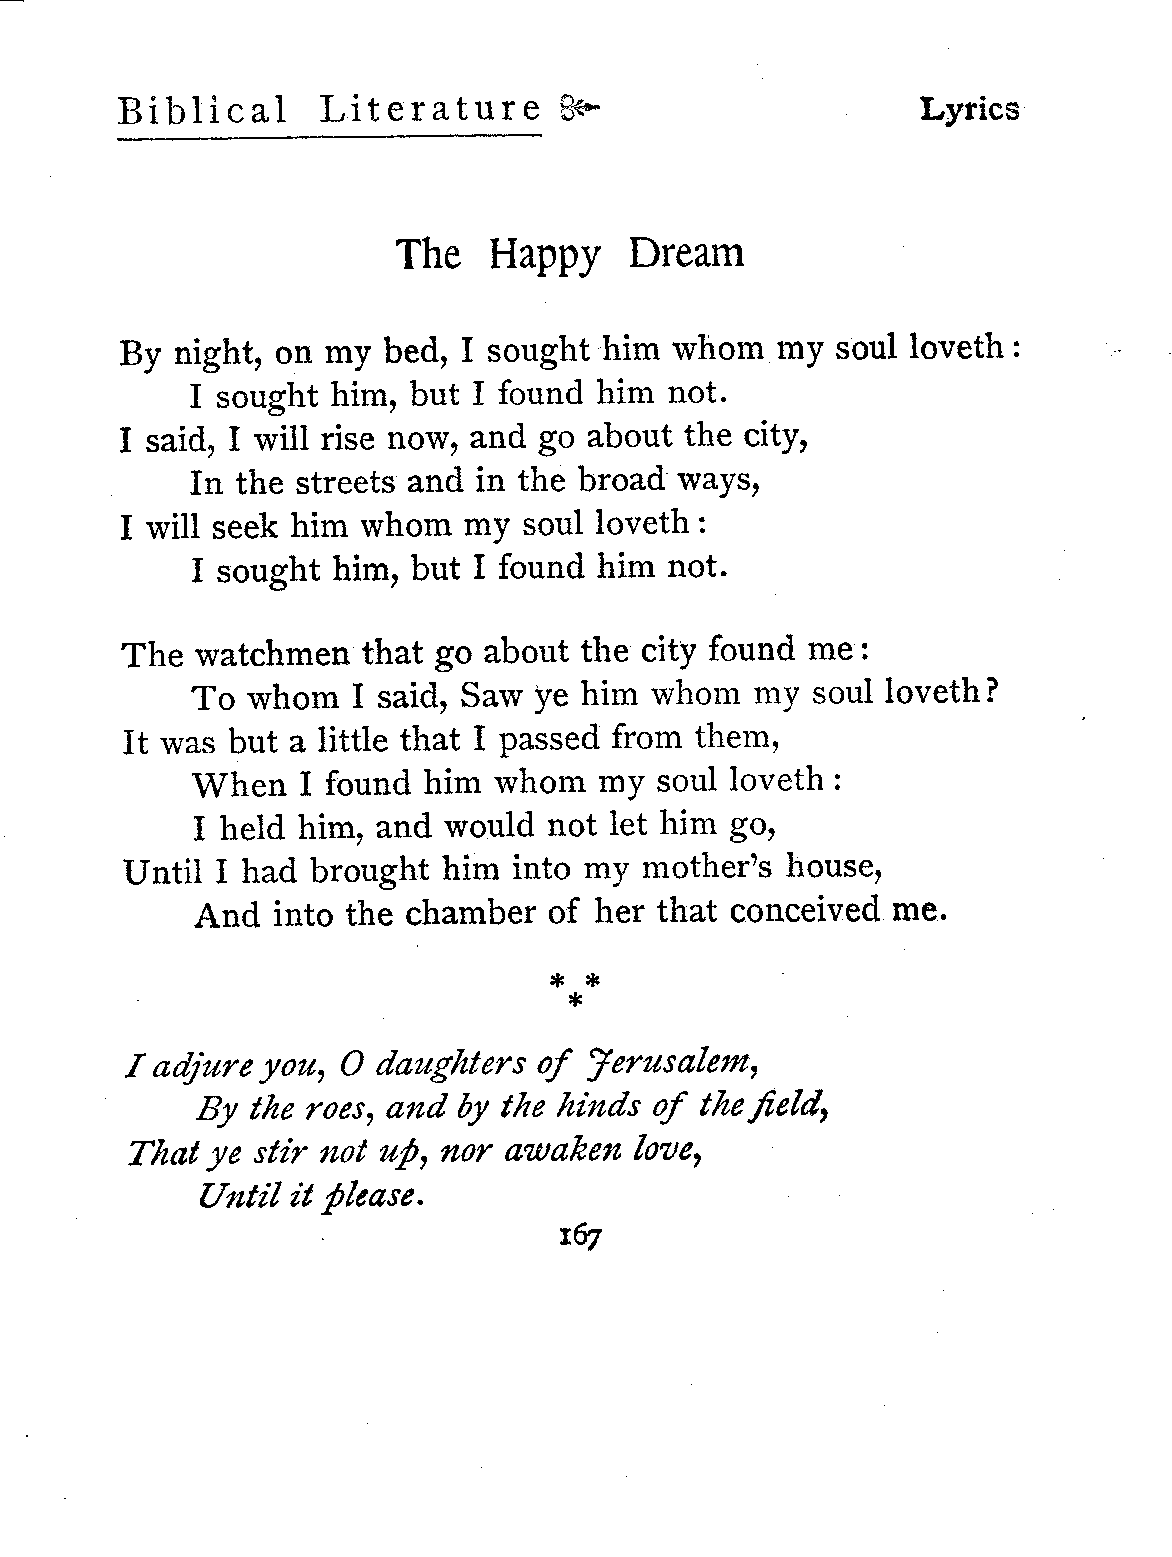 Biblical Literature Lyrics
The Happy Dream
By night, on my bed, I sought him whom my soul loveth :
I sought him, but I found him not.
I said, I will rise now, and go about the city,
In the streets and in the broad ways,
I will seek him whom my soul loveth :
I sought him, but I found him not.
The watchmen that go about the city found me :
To whom I said, Saw ye him whom my soul loveth?
It was but a little that I passed from them,
When I found him whom my soul loveth :
I held him, and would not let him go,
Until I had brought him into my mother's house,
And into the chamber of her that conceived me.
* *
*
I adjure you, O daughters of Jerusalem,
By the roes, and by the hinds of the field,
That ye stir not up, nor awaken love,
Until it please.
167